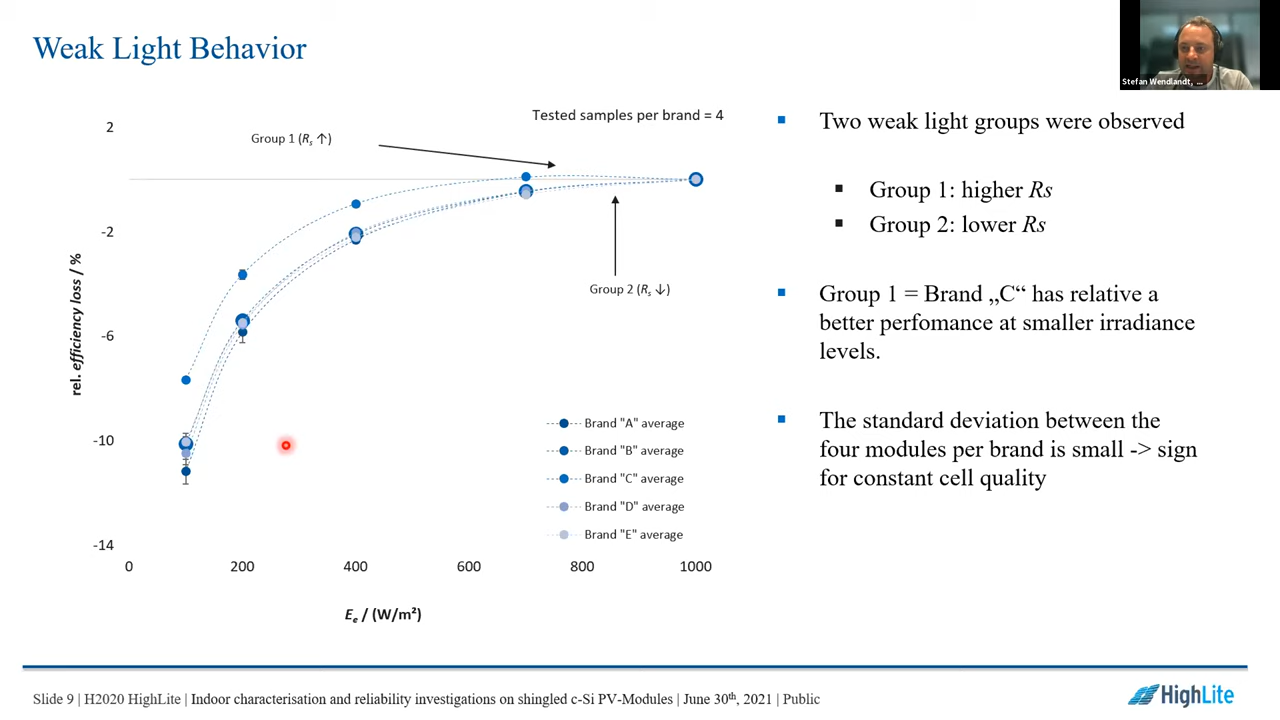 Weak Light Behavior
Stefan Wendlandt, ...
Tested samples per brand = 4
Group 1 (Rs ↑)
Group 2 (Rs ↓)
2
-2
-6
-10
-14
rel. efficiency loss / %
0 200 400 600 800 1000
Ee / (W/m²)
Brand "A" average
Brand "B" average
Brand "C" average
Brand "D" average
Brand "E" average
Two weak light groups were observed
Group 1: higher Rs
Group 2: lower Rs
Group 1 = Brand „C“ has relative a
better perfomance at smaller irradiance
levels.
The standard deviation between the
four modules per brand is small -> sign
for constant cell quality
Slide 9 | H2020 HighLite | Indoor characterisation and reliability investigations on shingled c-Si PV-Modules | June 30th, 2021 | Public
HighLite